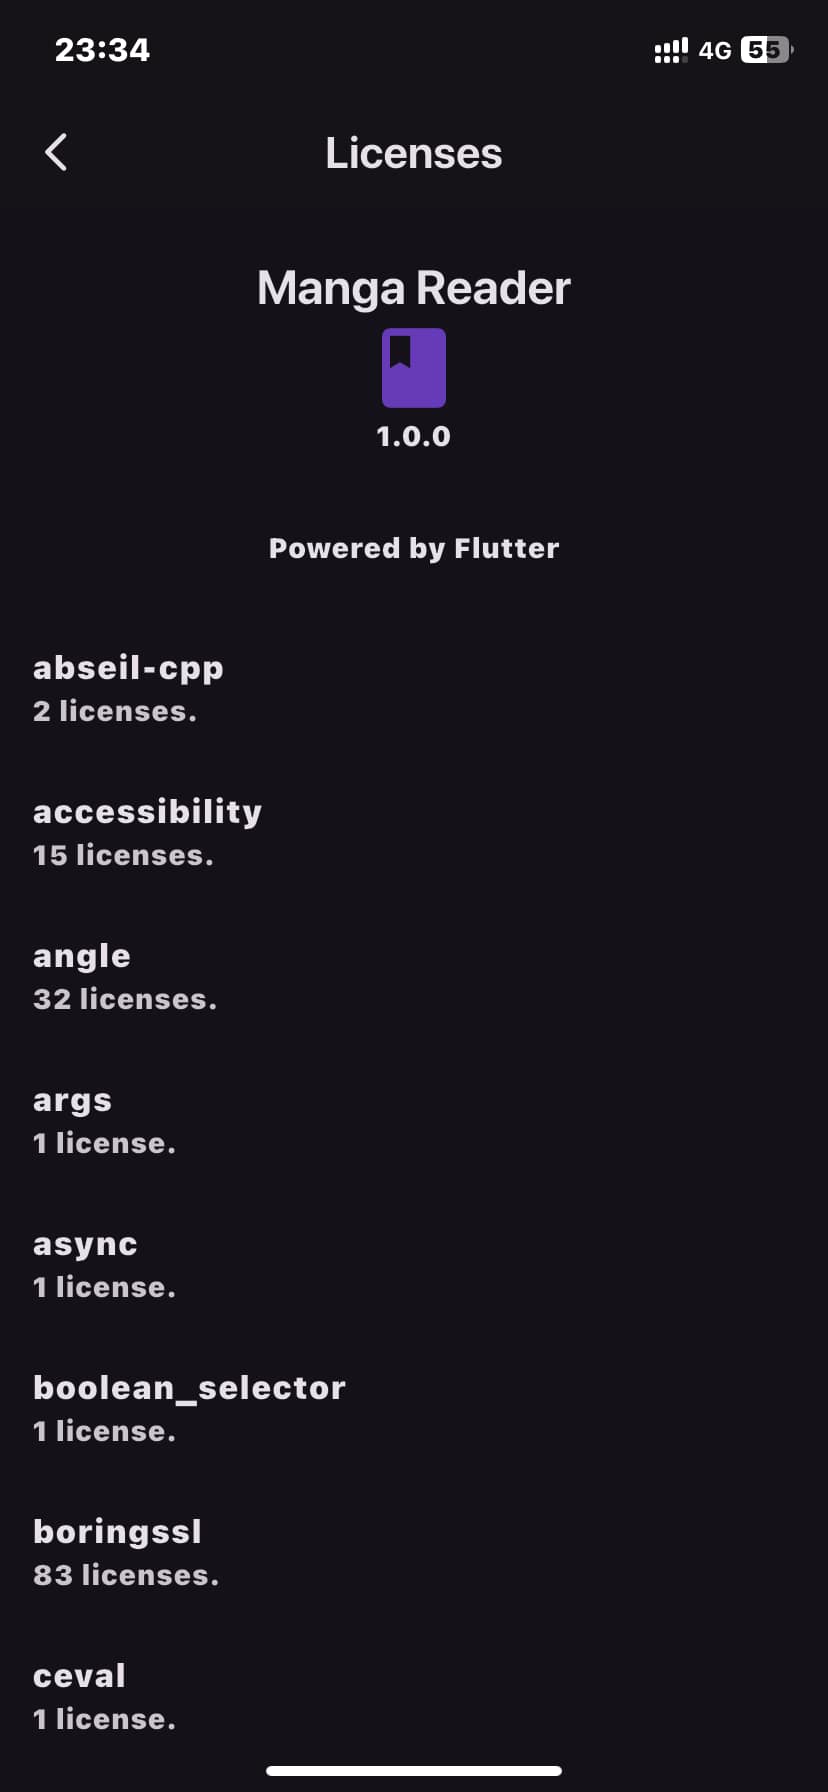 23:34
4G 55
Licenses
Manga Reader
1.0.0
Powered by Flutter
abseil-cpp
2 licenses.
accessibility
15 licenses.
angle
32 licenses.
args
1 license.
async
1 license.
boolean_selector
1 license.
boringssl
83 licenses.
ceval
1 license.